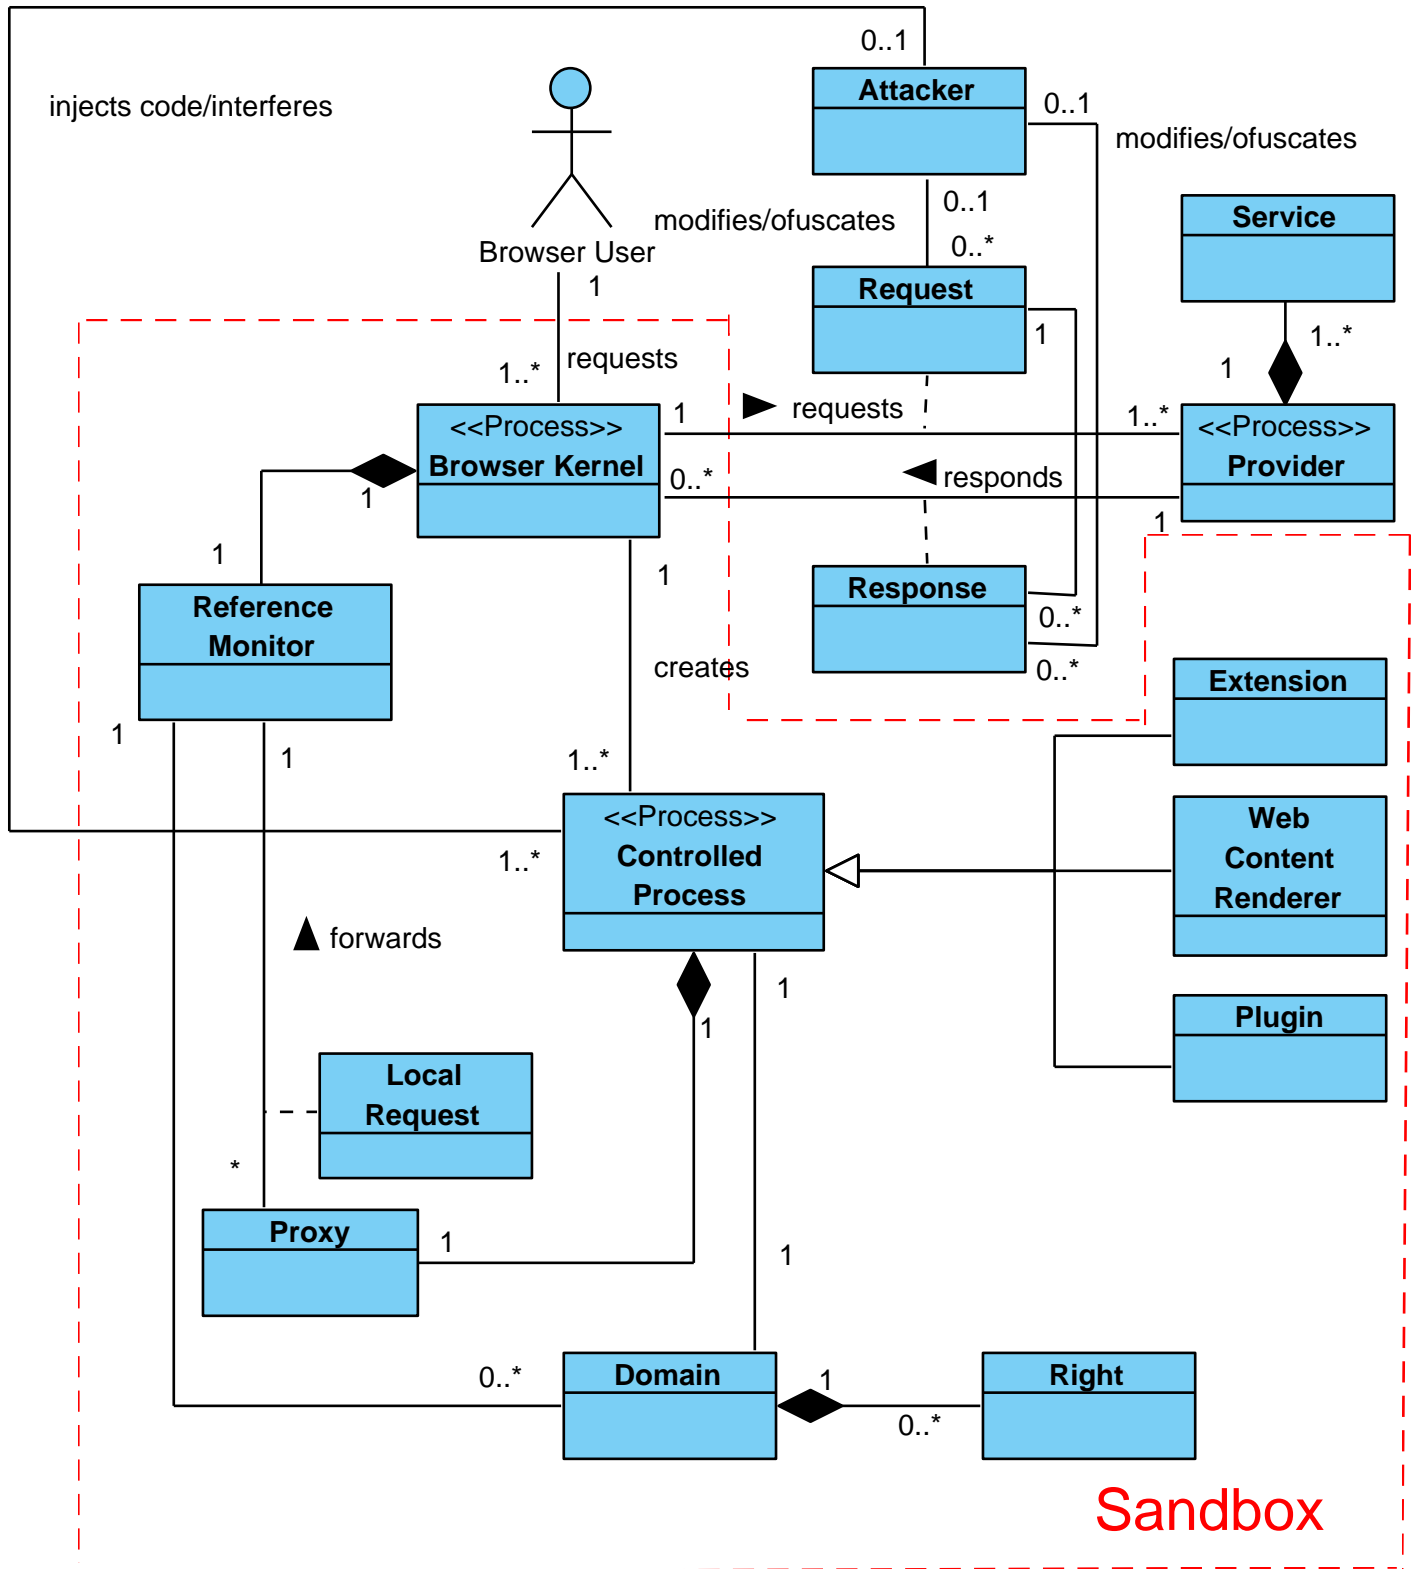 0..1
Attacker
injects code/interferes
0..1
modifies/ofuscates
0..1
modifies/ofuscates
Service
0..*
Browser User
1
Request
1
requests
1..*
1..*
1
1
requests
1..*
<<Process>>
Browser Kernel
<<Process>>
Provider
0..*
responds
1
1
1
1
Response
Reference
Monitor
0..*
0..*
creates
Extension
1
1
1..*
<<Process>>
Controlled
Process
1..*
Web
Content
Renderer
forwards
1
1
Plugin
Local
Request
*
Proxy
1
1
0..*
Domain
1
0..*
Right
Sandbox